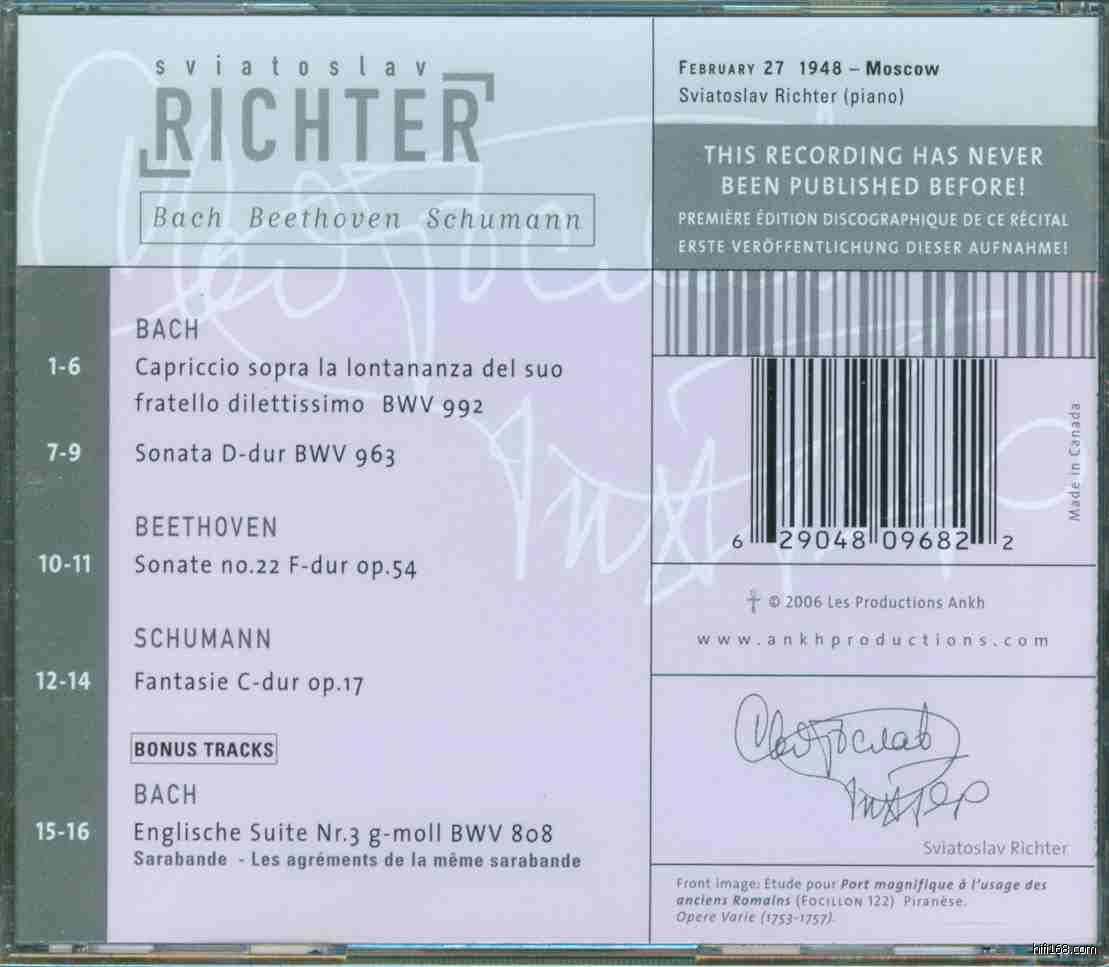 sviatoslav
RICHTER
Bach Beethoven Schumann
FEBRUARY 27 1948 – Moscow
Sviatoslav Richter (piano)
THIS RECORDING HAS NEVER
BEEN PUBLISHED BEFORE!
PREMIÈRE ÉDITION DISCOGRAPHIQUE DE CE RÉCITAL
ERSTE VERÖFFENTLICHUNG DIESER AUFNAHME!
BACH
1-6 Capriccio sopra la lontananza del suo
fratello dilettissimo BWV 992
7-9 Sonata D-dur BWV 963
BEETHOVEN
10-11 Sonate no.22 F-dur op.54
SCHUMANN
12-14 Fantasie C-dur op.17
BONUS TRACKS
BACH
15-16 Englische Suite Nr.3 g-moll BWV 808
Sarabande - Les agréments de la même sarabande
Made in Canada
6 29048 09682 2
© 2006 Les Productions Ankh
www.ankhproductions.com
Святослав
Рихтер
Sviatoslav Richter
Front image: Étude pour Port magnifique à l'usage des
anciens Romains (FOCILLON 122) Piranèse.
Opere Varie (1753-1757).
hifi168.com